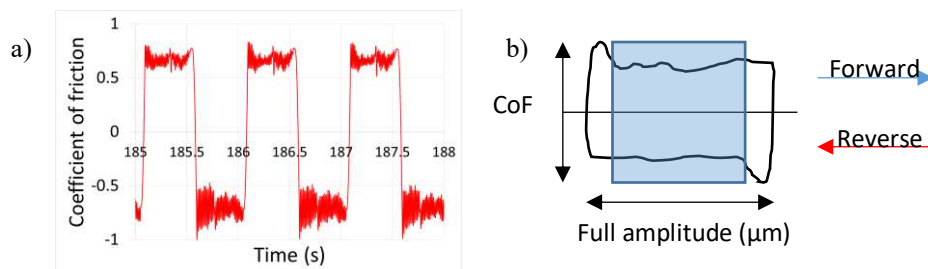 a)
Coefficient of friction
1
0.5
0
-0.5
-1
185 185.5 186 186.5 187 187.5 188
Time (s)
b)
CoF
Full amplitude (µm)
Forward
Reverse